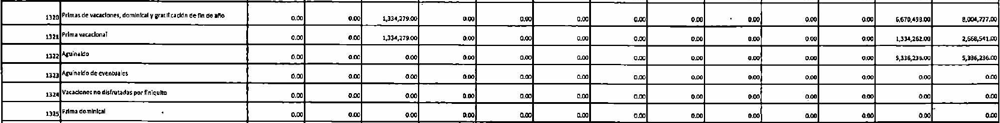 1320 Primas de vacaciones, dominical y gratificación de fin de año 0.00 0.00 1,334,279.00 0.00 0.00 0.00 0.00 0.00 0.00 0.00 0.00 6,670,498.00 8,004,777.00
1321 Prima vacacional 0.00 0.00 1,334,279.00 0.00 0.00 0.00 0.00 0.00 0.00 0.00 0.00 1,334,262.00 2,668,541.00
1322 Aguinaldo 0.00 0.00 0.00 0.00 0.00 0.00 0.00 0.00 0.00 0.00 0.00 5,336,236.00 5,336,236.00
1323 Aguinaldo de eventuales 0.00 0.00 0.00 0.00 0.00 0.00 0.00 0.00 0.00 0.00 0.00 0.00 0.00
1324 Vacaciones no disfrutadas por finiquito 0.00 0.00 0.00 0.00 0.00 0.00 0.00 0.00 0.00 0.00 0.00 0.00 0.00
1325 Prima dominical 0.00 0.00 0.00 0.00 0.00 0.00 0.00 0.00 0.00 0.00 0.00 0.00 0.00